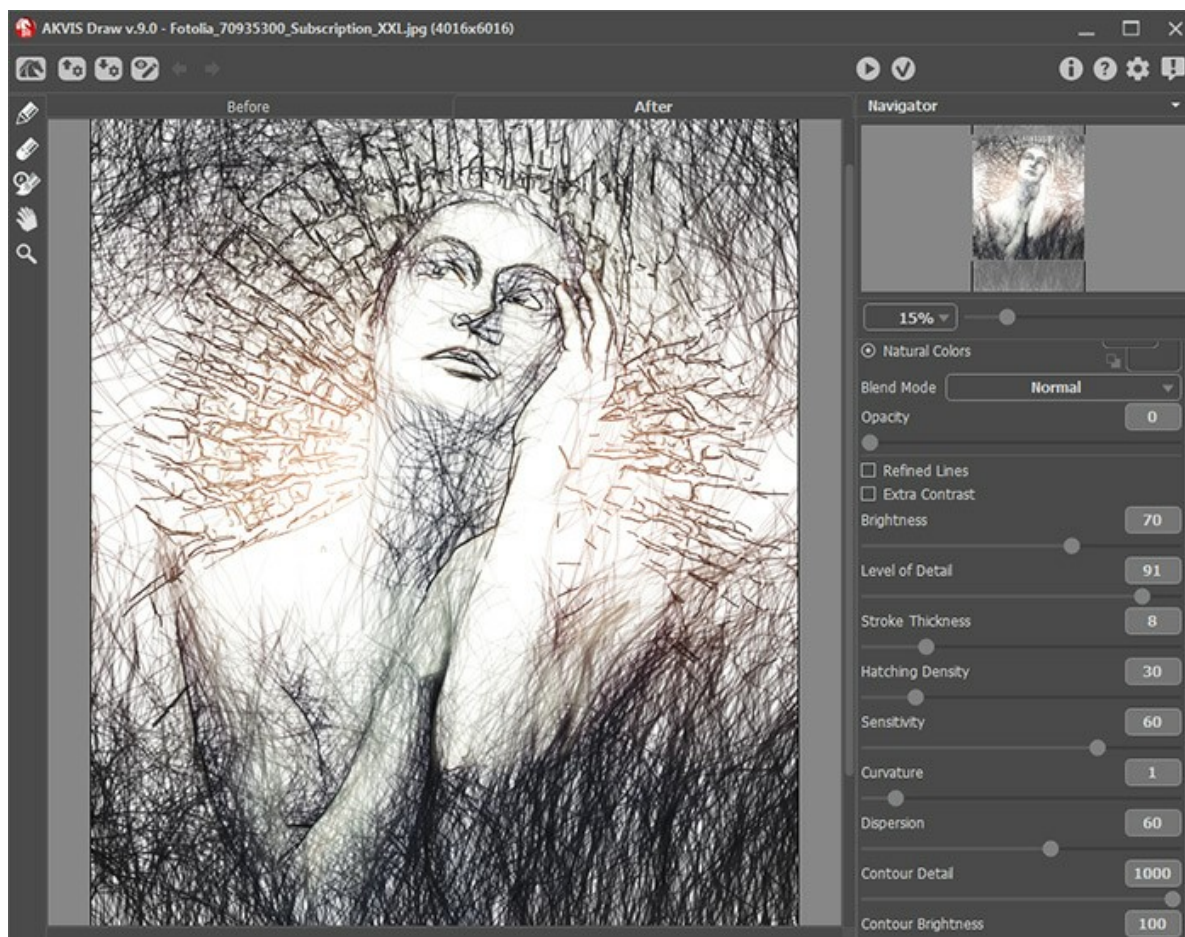 AKVIS Draw v.9.0 - Fotolia_70935300_Subscription_XXL.jpg (4016x6016)
Before
After
Navigator
15%
Natural Colors
Blend Mode
Normal
Opacity
0
Refined Lines
Extra Contrast
Brightness
70
Level of Detail
91
Stroke Thickness
8
Hatching Density
30
Sensitivity
60
Curvature
1
Dispersion
60
Contour Detail
1000
Contour Brightness
100